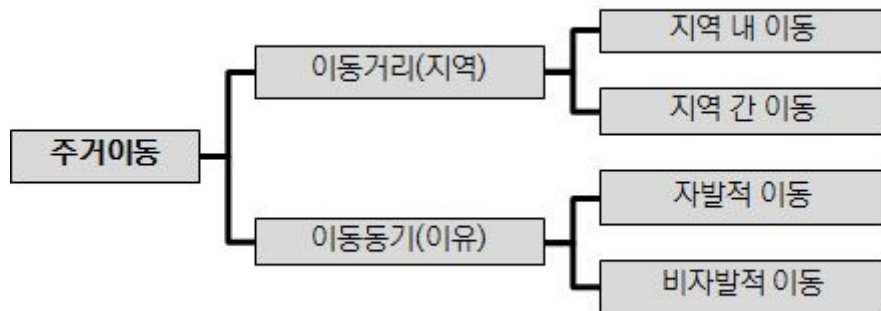 지역 내 이동
이동거리(지역)
지역 간 이동
주거이동
자발적 이동
이동동기(이유)
비자발적 이동